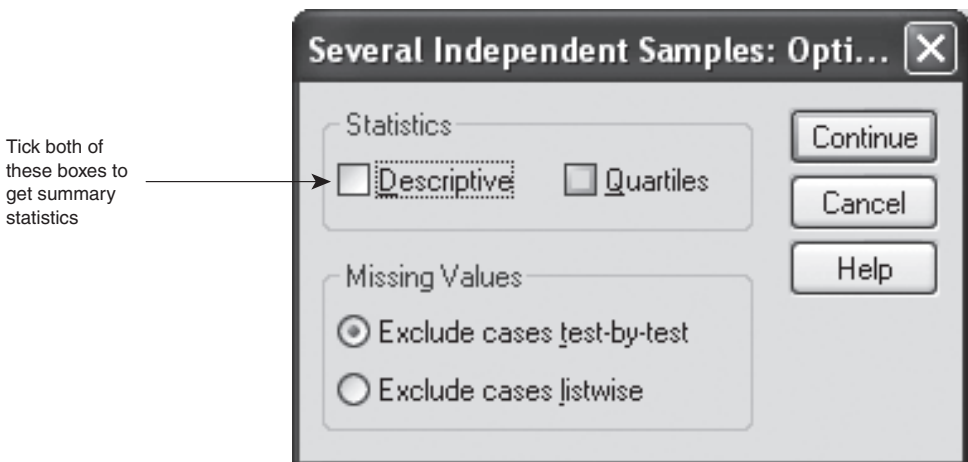 Several Independent Samples: Opti...
Tick both of
these boxes to
get summary
statistics
Statistics
Descriptive Quartiles
Missing Values
Exclude cases test-by-test
Exclude cases listwise
Continue
Cancel
Help